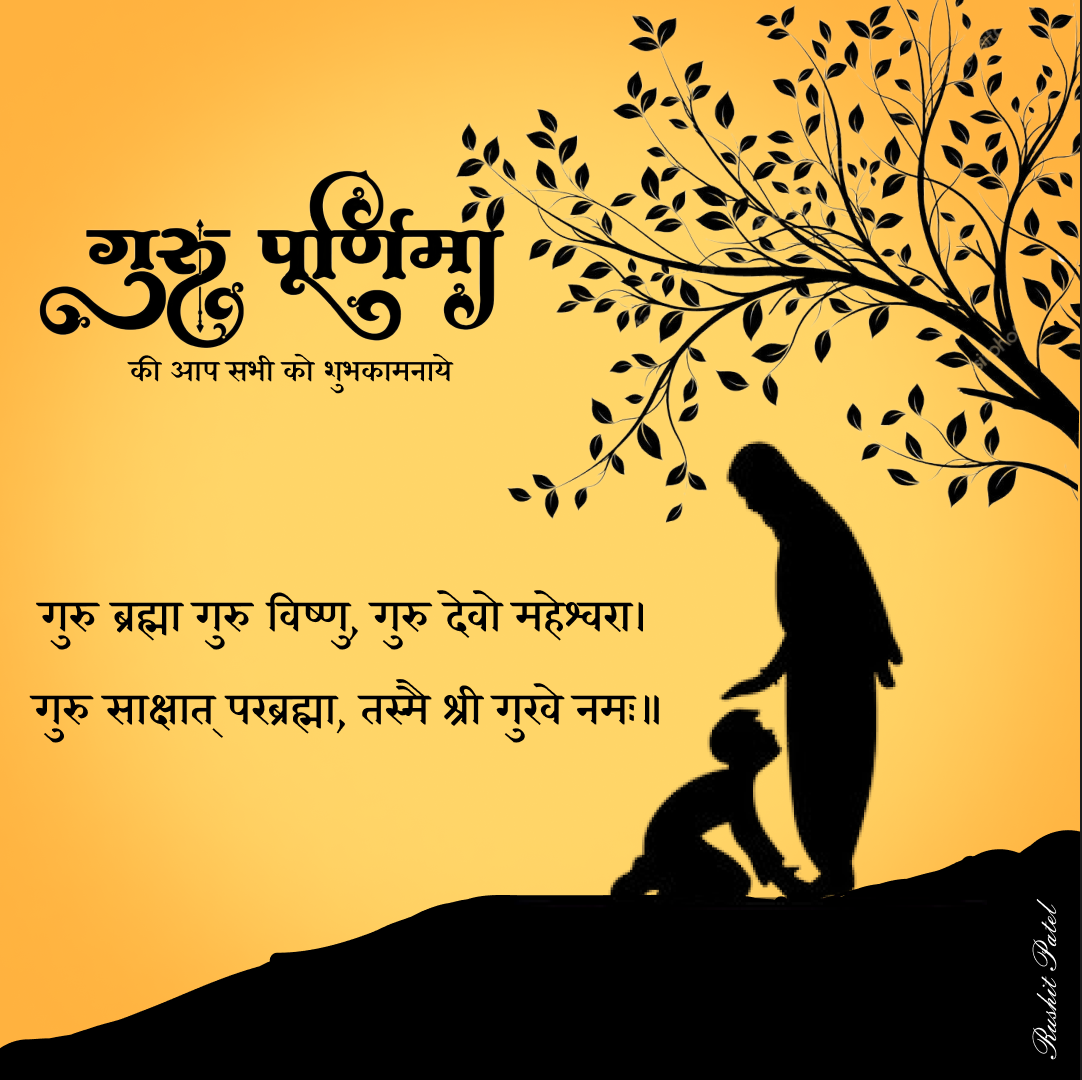 गुरु पूर्णिमा
की आप सभी को शुभकामनाये
गुरु ब्रह्मा गुरु विष्णु, गुरु देवो महेश्वरा।
गुरु साक्षात् परब्रह्मा, तस्मै श्री गुरवे नमः॥
Rushit Patel